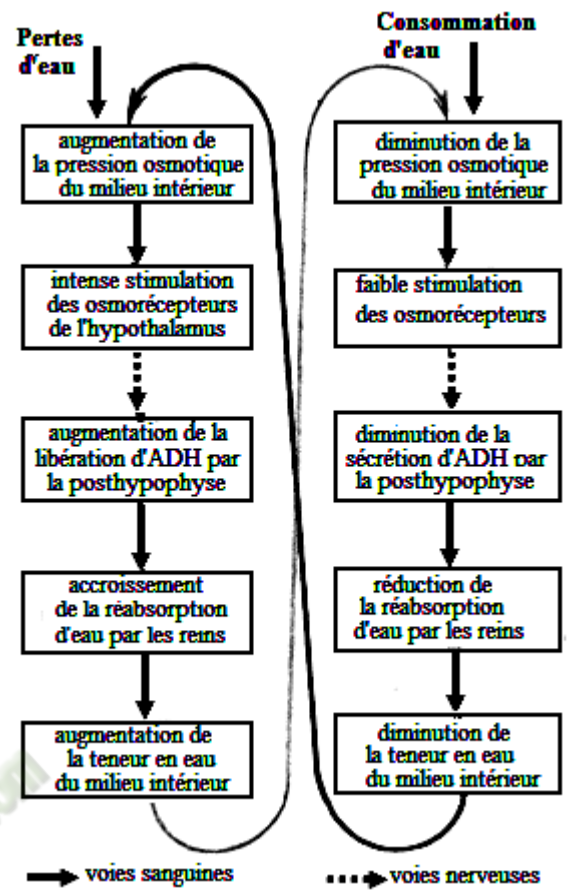 Pertes
d'eau
augmentation de
la pression osmotique
du milieu intérieur
intense stimulation
des osmorécepteurs
de l'hypothalamus
augmentation de la
libération d'ADH par
la posthypophyse
accroissement
de la réabsorption
d'eau par les reins
augmentation de
la teneur en eau
du milieu intérieur
Consommation
d'eau
diminution de la
pression osmotique
du milieu intérieur
faible stimulation
des osmorécepteurs
diminution de la
sécrétion d'ADH par
la posthypophyse
réduction de
la réabsorption
d'eau par les reins
diminution de
la teneur en eau
du milieu intérieur
voies sanguines
voies nerveuses